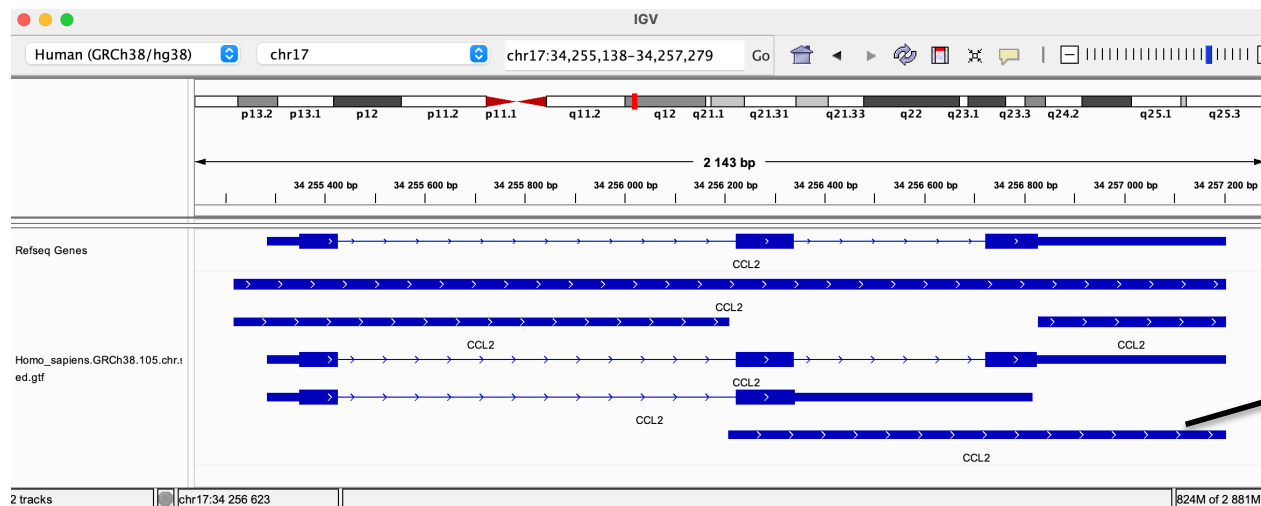 IGV
Human (GRCh38/hg38) chr17 chr17:34,255,138-34,257,279 Go
p13.2 p13.1 p12 p11.2 p11.1 q11.2 q12 q21.1 q21.31 q21.33 q22 q23.1 q23.3 q24.2 q25.1 q25.3
2 143 bp
34 255 400 bp 34 255 600 bp 34 255 800 bp 34 256 000 bp 34 256 200 bp 34 256 400 bp 34 256 600 bp 34 256 800 bp 34 257 000 bp 34 257 200 bp
Refseq Genes
CCL2
CCL2
CCL2 CCL2
Homo_sapiens.GRCh38.105.chr.s
ed.gtf
CCL2
CCL2
CCL2
2 tracks chr17:34 256 623 824M of 2 881M